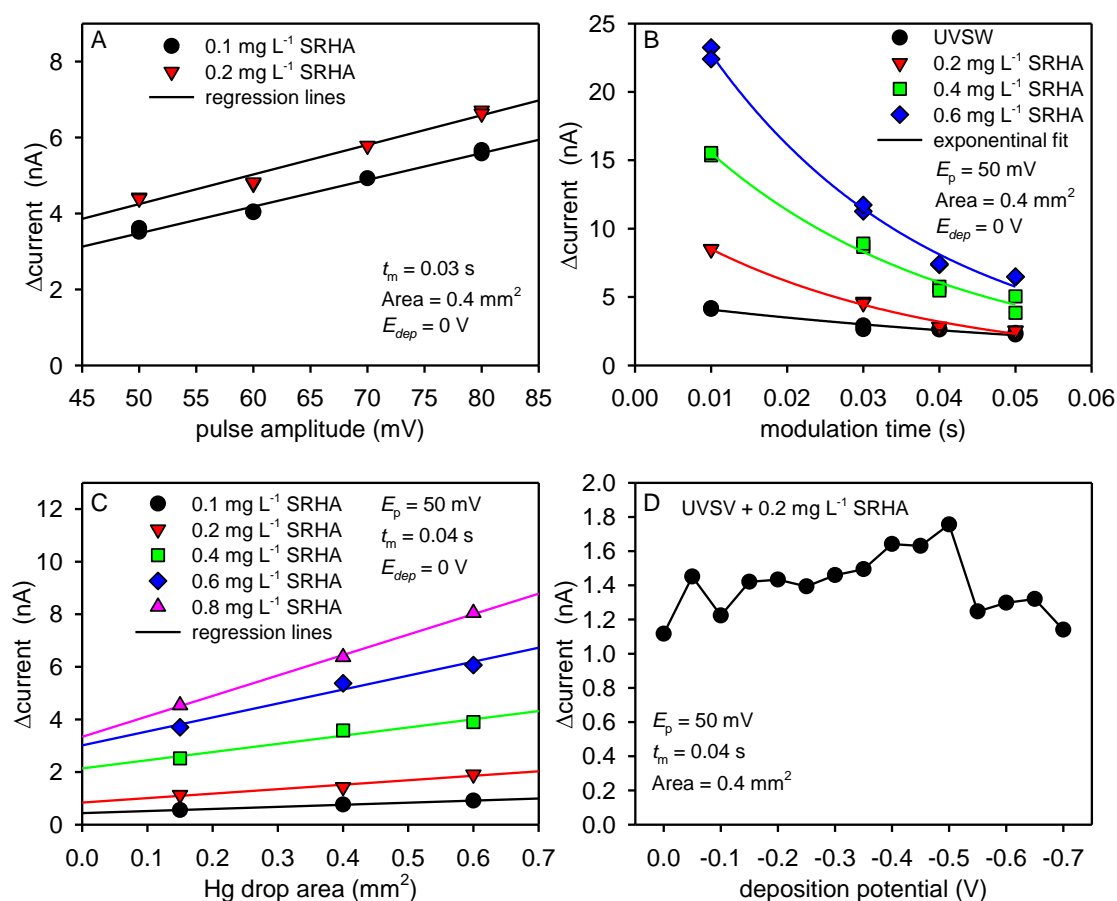 A
0.1 mg L⁻¹ SRHA
0.2 mg L⁻¹ SRHA
regression lines
tₘ = 0.03 s
Area = 0.4 mm²
E_dep = 0 V
8
6
4
2
0
Δcurrent (nA)
45 50 55 60 65 70 75 80 85
pulse amplitude (mV)
B
UVSW
0.2 mg L⁻¹ SRHA
0.4 mg L⁻¹ SRHA
0.6 mg L⁻¹ SRHA
exponentinal fit
Eₚ = 50 mV
Area = 0.4 mm²
E_dep = 0 V
25
20
15
10
5
0
Δcurrent (nA)
0.00 0.01 0.02 0.03 0.04 0.05 0.06
modulation time (s)
C
0.1 mg L⁻¹ SRHA
0.2 mg L⁻¹ SRHA
0.4 mg L⁻¹ SRHA
0.6 mg L⁻¹ SRHA
0.8 mg L⁻¹ SRHA
regression lines
Eₚ = 50 mV
tₘ = 0.04 s
E_dep = 0 V
12
10
8
6
4
2
0
Δcurrent (nA)
0.0 0.1 0.2 0.3 0.4 0.5 0.6 0.7
Hg drop area (mm²)
D
UVSV + 0.2 mg L⁻¹ SRHA
Eₚ = 50 mV
tₘ = 0.04 s
Area = 0.4 mm²
2.0
1.8
1.6
1.4
1.2
1.0
0.8
0.6
0.4
0.2
0.0
Δcurrent (nA)
0.0 -0.1 -0.2 -0.3 -0.4 -0.5 -0.6 -0.7
deposition potential (V)